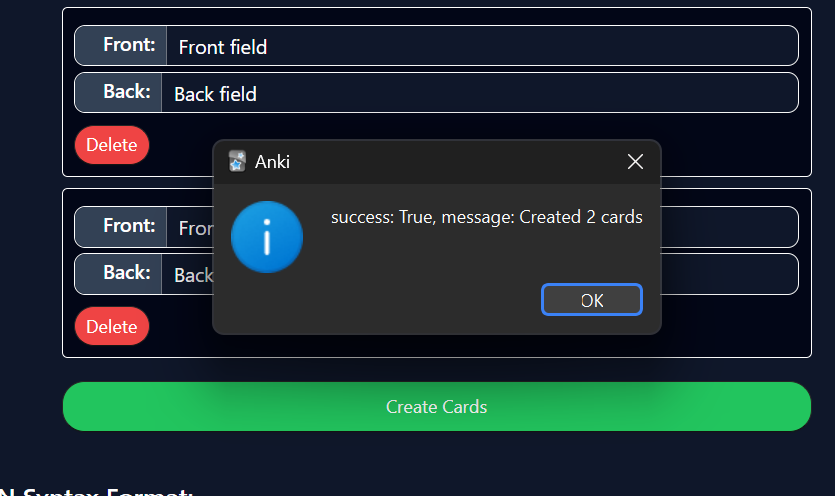 Front: Front field
Back: Back field
Delete
Anki
success: True, message: Created 2 cards
OK
Front:
Back: Back
Delete
Create Cards
Syntax Format: